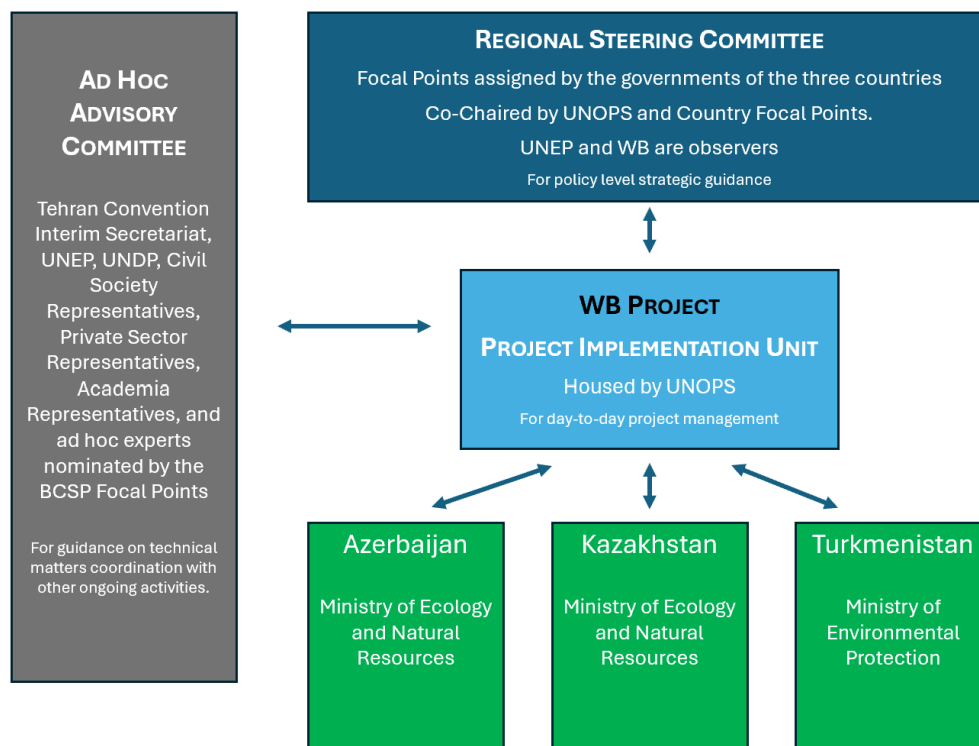 AD HOC
ADVISORY
COMMITTEE
Tehran Convention
Interim Secretariat,
UNEP, UNDP, Civil
Society
Representatives,
Private Sector
Representatives,
Academia
Representatives, and
ad hoc experts
nominated by the
BCSP Focal Points
For guidance on technical
matters coordination with
other ongoing activities.
REGIONAL STEERING COMMITTEE
Focal Points assigned by the governments of the three countries
Co-Chaired by UNOPS and Country Focal Points.
UNEP and WB are observers
For policy level strategic guidance
WB PROJECT
PROJECT IMPLEMENTATION UNIT
Housed by UNOPS
For day-to-day project management
Azerbaijan
Ministry of Ecology
and Natural
Resources
Kazakhstan
Ministry of Ecology
and Natural
Resources
Turkmenistan
Ministry of
Environmental
Protection